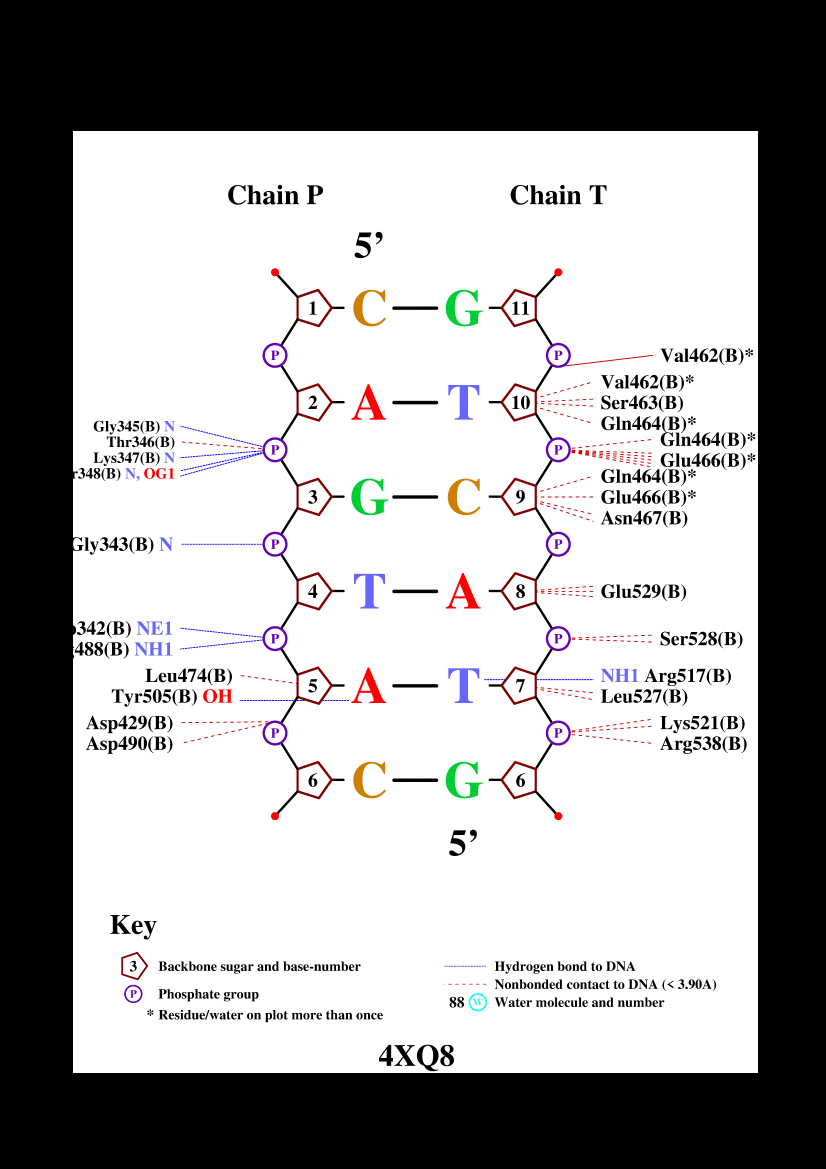 Chain P Chain T
5’
1 C G 11
P P Val462(B)*
Val462(B)*
2 A T 10 Ser463(B)
Gln464(B)*
Gly345(B) N
Thr346(B)
Lys347(B) N
r348(B) N, OG1
P P
Gln464(B)*
Glu466(B)*
Gln464(B)*
3 G C 9 Glu466(B)*
Asn467(B)
Gly343(B) N P P
4 T A 8 Glu529(B)
342(B) NE1
488(B) NH1
P P Ser528(B)
Leu474(B)
Tyr505(B) OH
5 A T 7
NH1 Arg517(B)
Leu527(B)
Asp429(B)
Asp490(B)
P P
Lys521(B)
Arg538(B)
6 C G 6
5’
Key
3 Backbone sugar and base-number
P Phosphate group
* Residue/water on plot more than once
Hydrogen bond to DNA
Nonbonded contact to DNA (< 3.90A)
88 W Water molecule and number
4XQ8